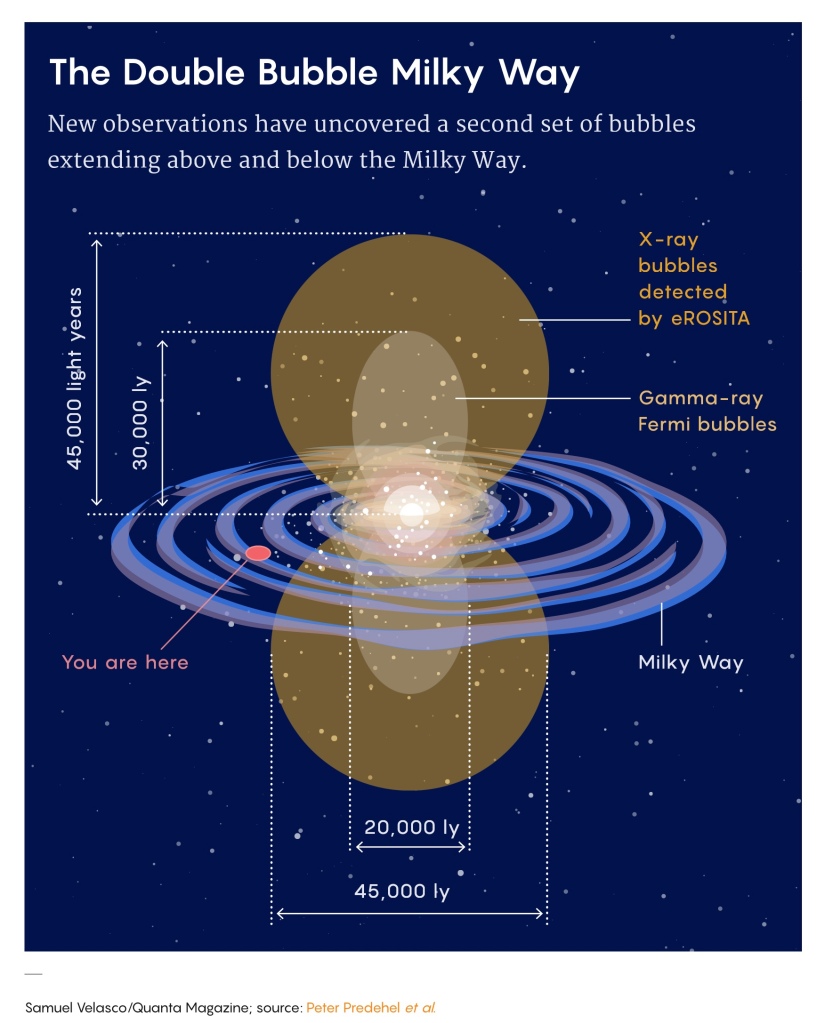 The Double Bubble Milky Way
New observations have uncovered a second set of bubbles
extending above and below the Milky Way.
X-ray
bubbles
detected
by eROSITA
45,000 light years
30,000 ly
Gamma-ray
Fermi bubbles
You are here
Milky Way
20,000 ly
45,000 ly
Samuel Velasco/Quanta Magazine; source: Peter Predehel et al.